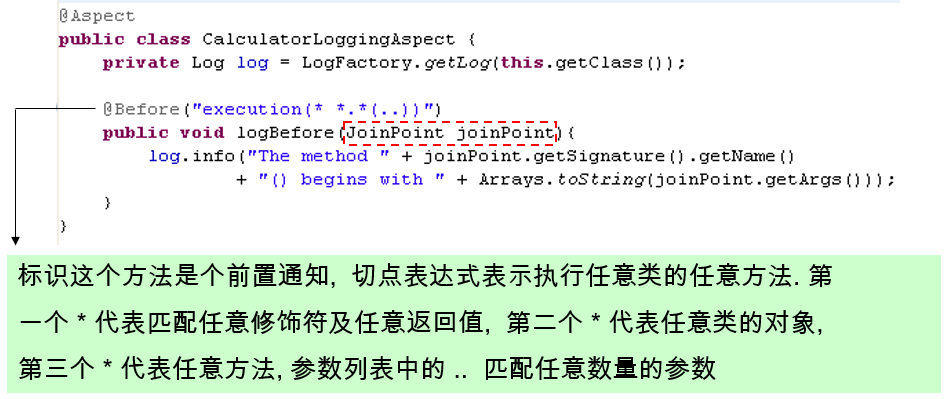 @Aspect
public class CalculatorLoggingAspect {
private Log log = LogFactory.getLog(this.getClass());
@Before("execution(* *.*(..))")
public void logBefore(JoinPoint joinPoint){
log.info("The method " + joinPoint.getSignature().getName()
+ "() begins with " + Arrays.toString(joinPoint.getArgs()));
}
}
标识这个方法是个前置通知, 切点表达式表示执行任意类的任意方法. 第
一个 * 代表匹配任意修饰符及任意返回值, 第二个 * 代表任意类的对象,
第三个 * 代表任意方法, 参数列表中的 .. 匹配任意数量的参数